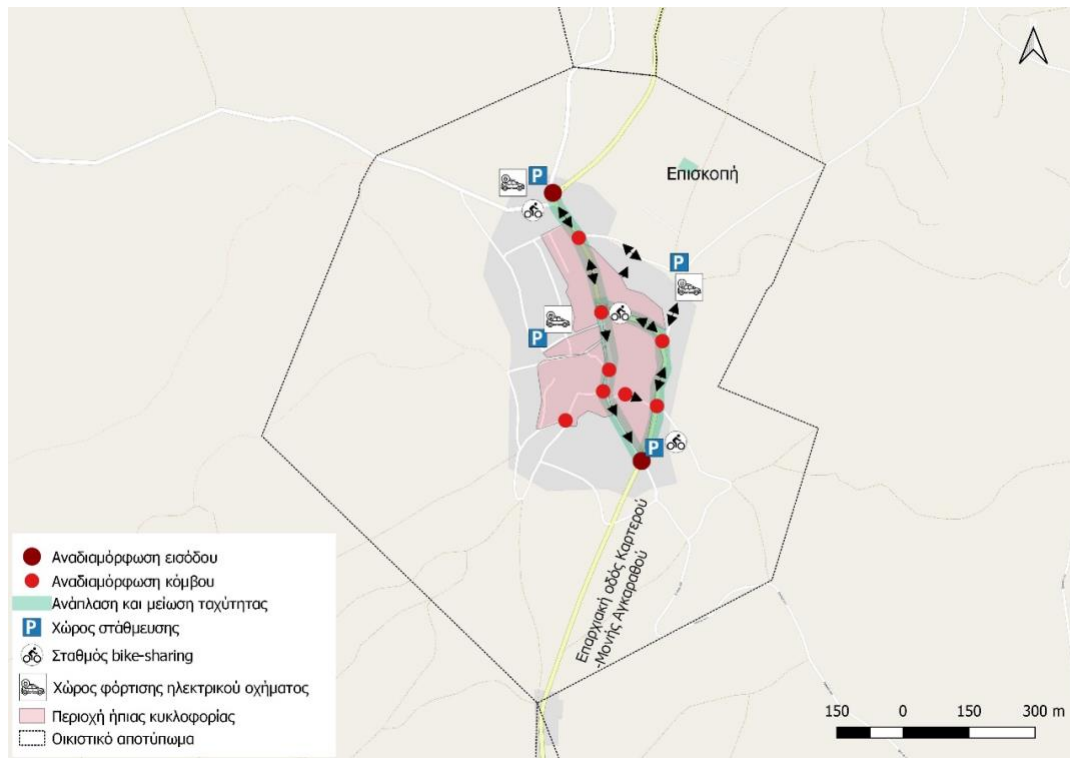 P
Επισκοπή
P
P
P
Επαρχιακή οδός Καρτερού
-Μονής Αγκαραθού
Αναδιαμόρφωση εισόδου
Αναδιαμόρφωση κόμβου
Ανάπλαση και μείωση ταχύτητας
P Χώρος στάθμευσης
Σταθμός bike-sharing
Χώρος φόρτισης ηλεκτρικού οχήματος
Περιοχή ήπιας κυκλοφορίας
Οικιστικό αποτύπωμα
150 0 150 300 m